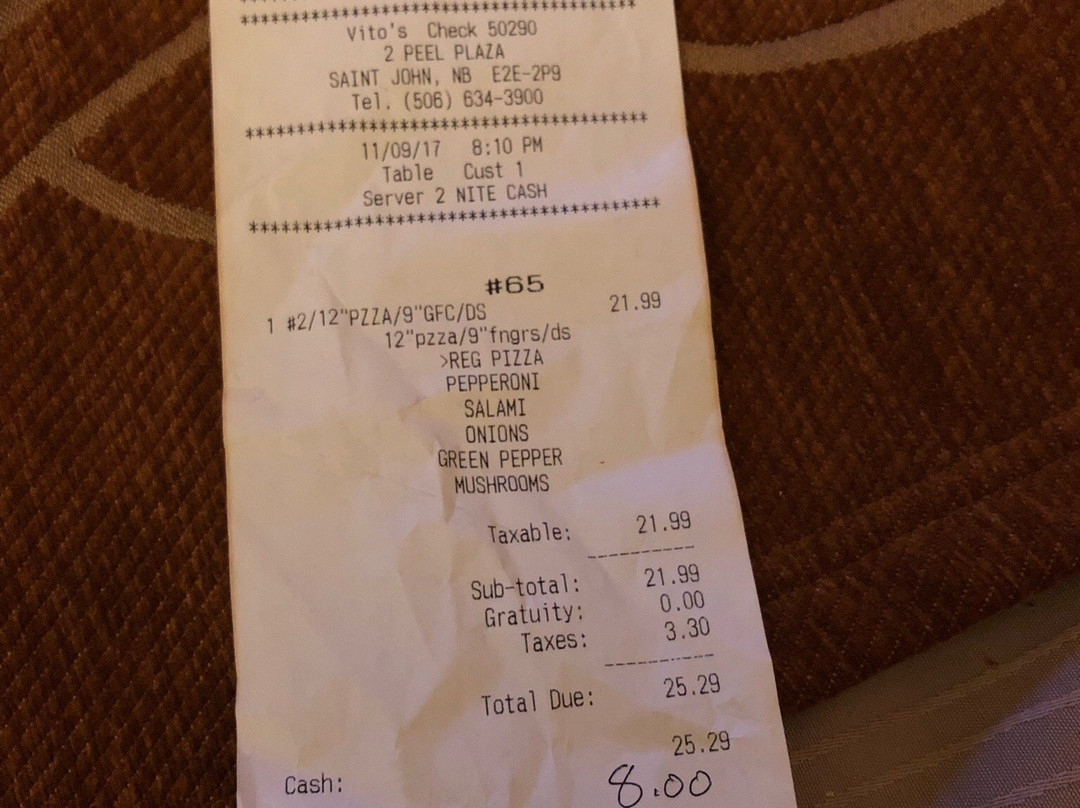 ****************************************
Vito's Check 50290
2 PEEL PLAZA
SAINT JOHN, NB E2E-2P9
Tel. (506) 634-3900
****************************************
11/09/17 8:10 PM
Table Cust 1
Server 2 NITE CASH
****************************************
#65
1 #2/12"PZZA/9"GFC/DS 21.99
12"pzza/9"fngrs/ds
>REG PIZZA
PEPPERONI
SALAMI
ONIONS
GREEN PEPPER
MUSHROOMS
Taxable: 21.99
----------
Sub-total: 21.99
Gratuity: 0.00
Taxes: 3.30
----------
Total Due: 25.29
25.29
Cash: 8.00